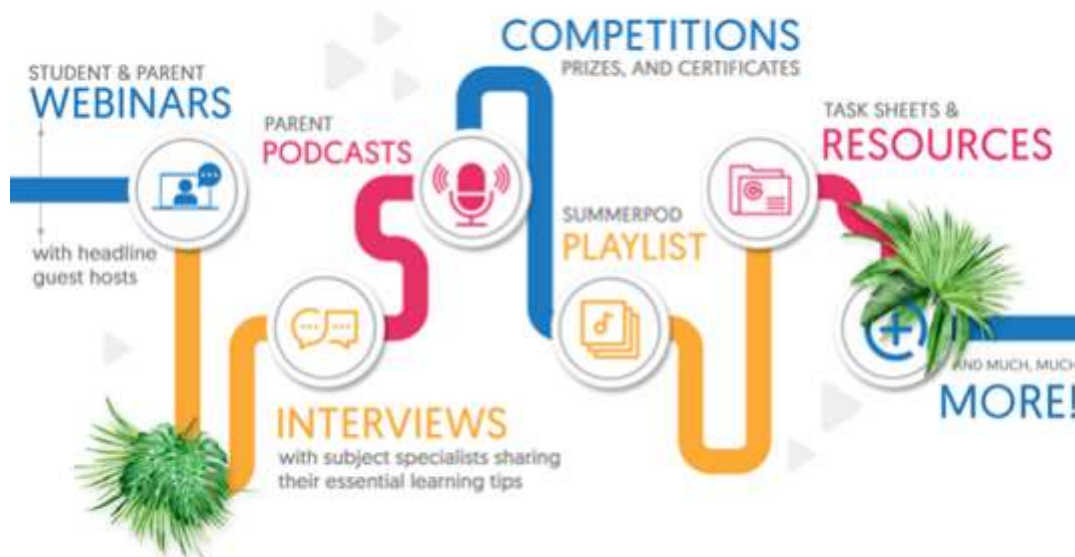 STUDENT & PARENT
WEBINARS
with headline
guest hosts
INTERVIEWS
with subject specialists sharing
their essential learning tips
PARENT
PODCASTS
COMPETITIONS
PRIZES, AND CERTIFICATES
SUMMERPOD
PLAYLIST
TASK SHEETS &
RESOURCES
AND MUCH, MUCH
MORE!